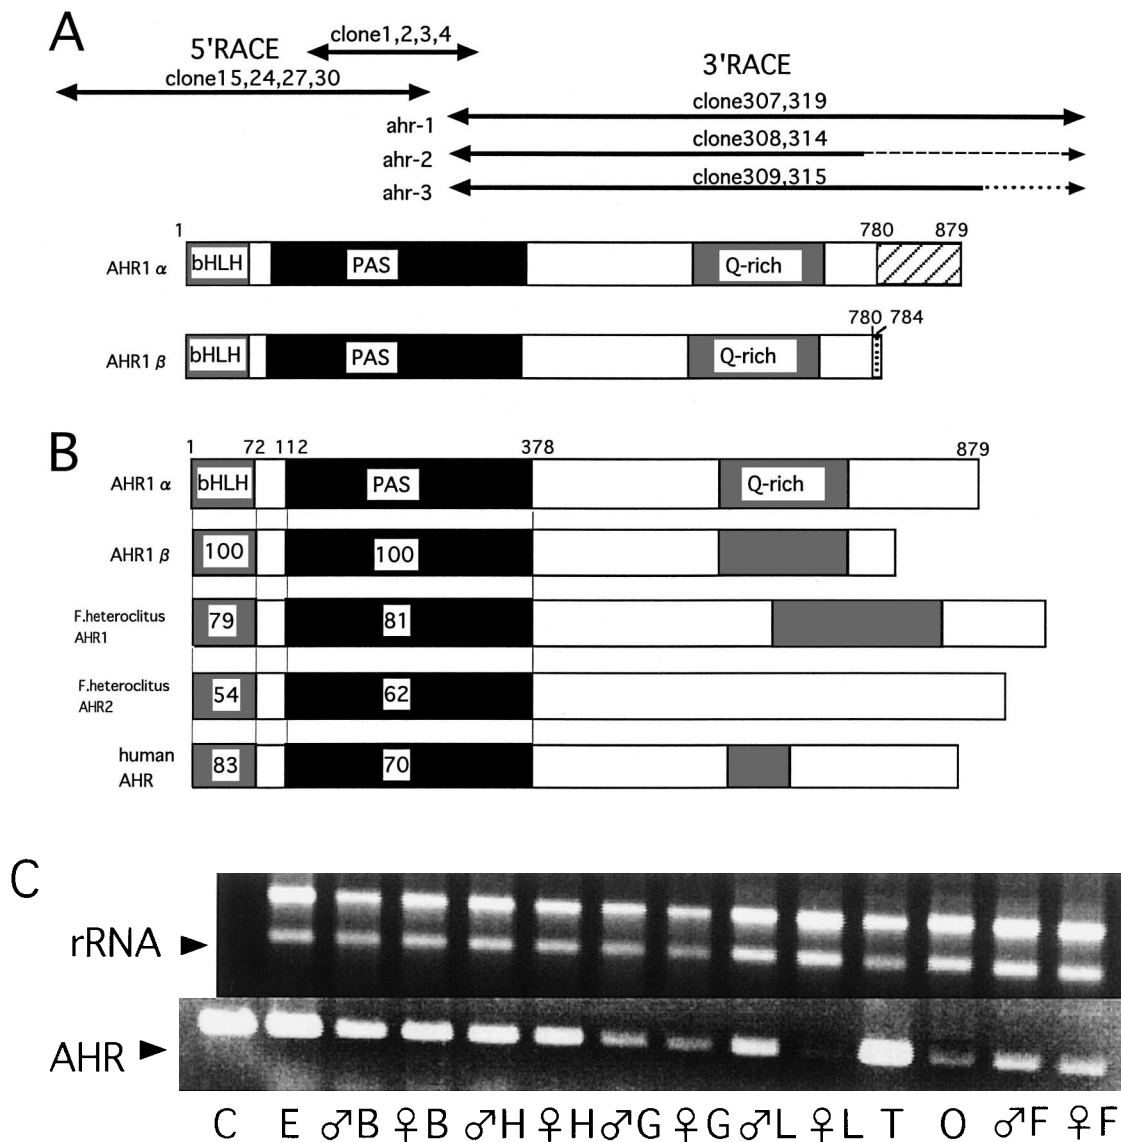 A
clone1,2,3,4
5'RACE
3'RACE
clone15,24,27,30
clone307,319
ahr-1
clone308,314
ahr-2
clone309,315
ahr-3
1 780 879
AHR1 α bHLH PAS Q-rich
780 784
AHR1 β bHLH PAS Q-rich
B
1 72 112 378 879
AHR1 α bHLH PAS Q-rich
AHR1 β 100 100
F.heteroclitus
AHR1
79 81
F.heteroclitus
AHR2
54 62
human
AHR
83 70
C
rRNA
AHR
C E ♂B ♀B ♂H ♀H ♂G ♀G ♂L ♀L T O ♂F ♀F